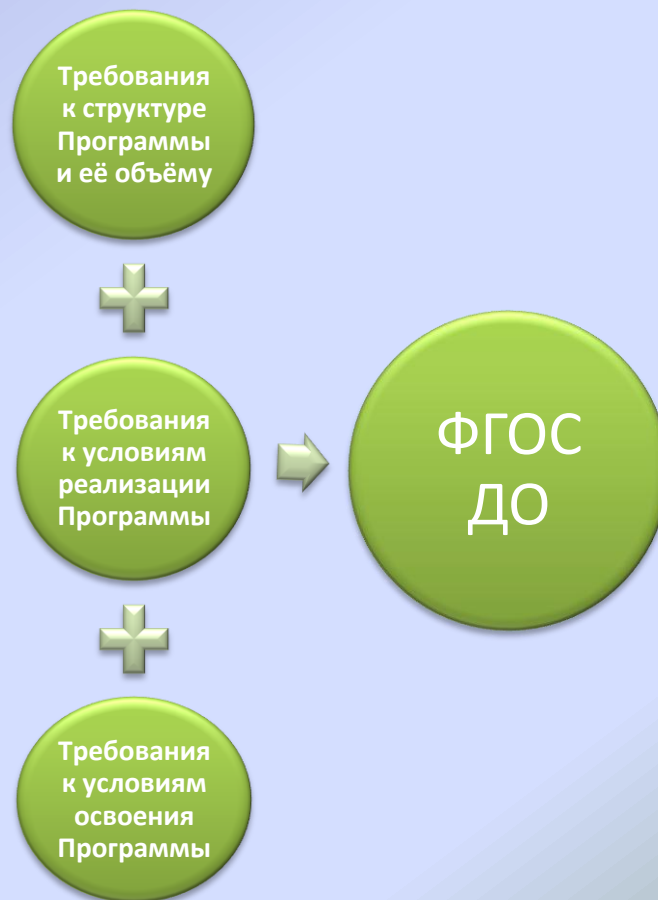 Требования
к структуре
Программы
и её объёму
Требования
к условиям
реализации
Программы
Требования
к условиям
освоения
Программы
ФГОС
ДО